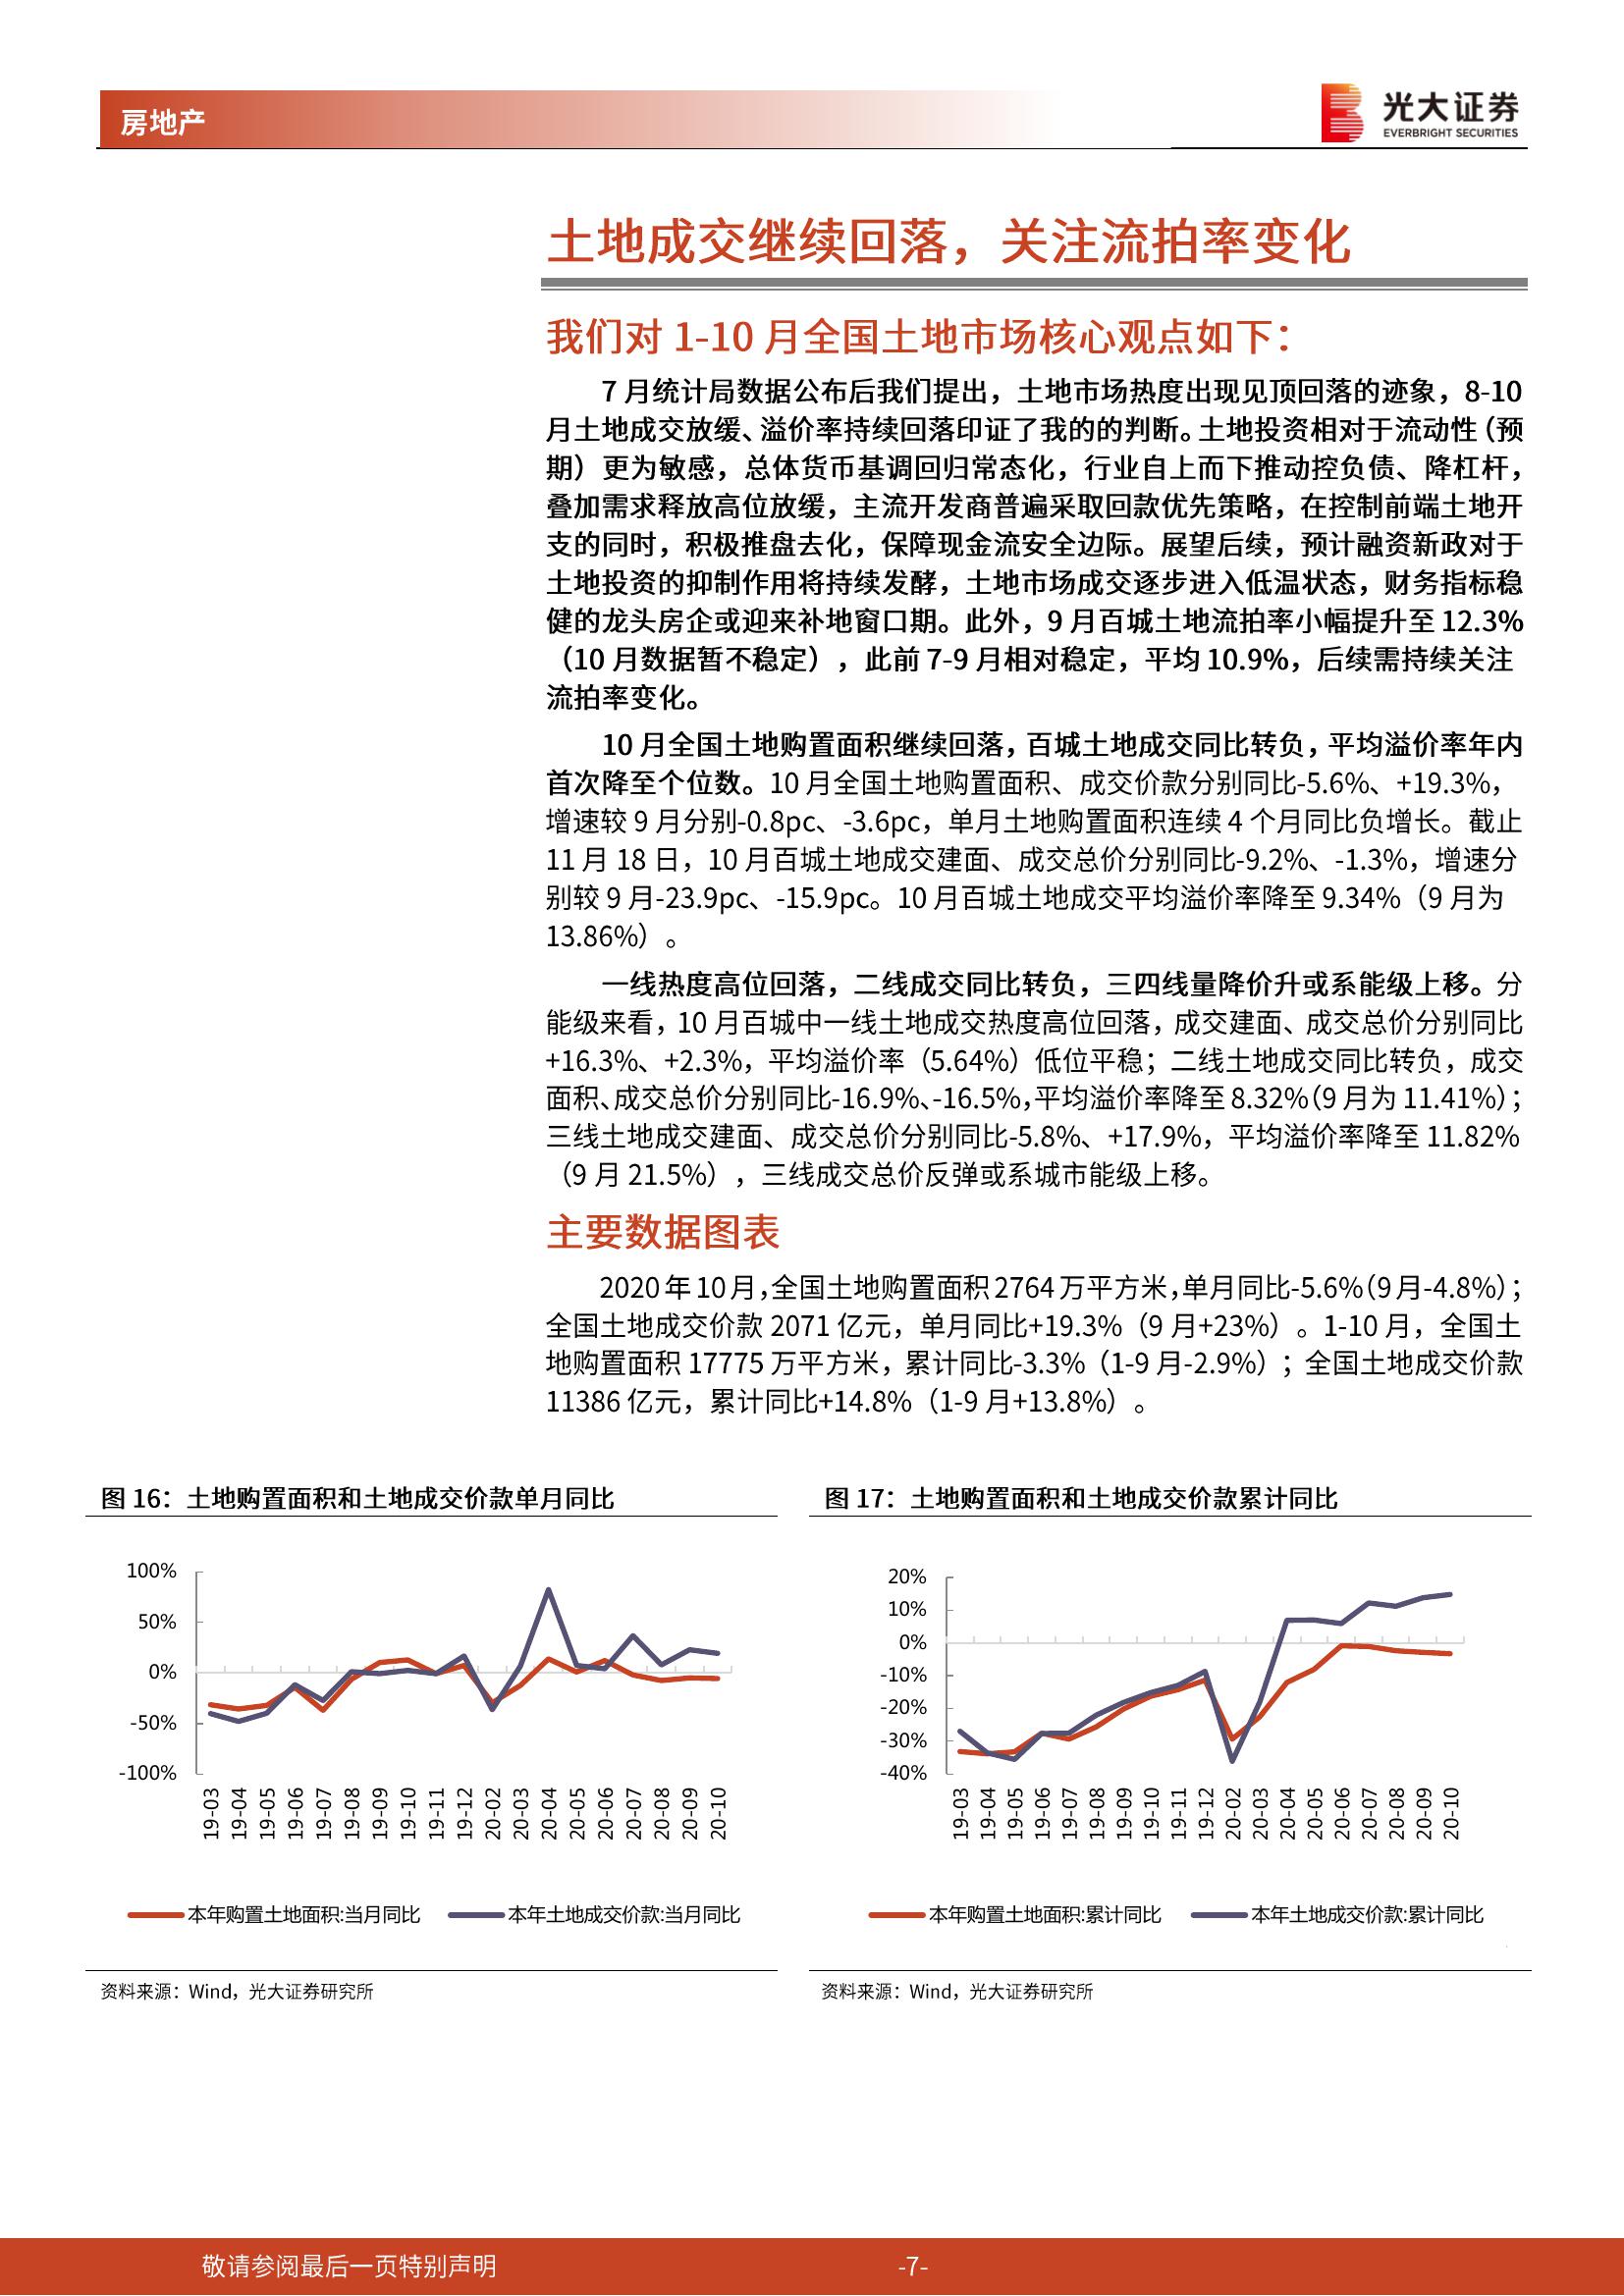 房地产
光大证券
EVERBRIGHT SECURITIES
土地成交继续回落，关注流拍率变化
我们对 1-10 月全国土地市场核心观点如下：
7 月统计局数据公布后我们提出，土地市场热度出现见顶回落的迹象，8-10
月土地成交放缓、溢价率持续回落印证了我的的判断。土地投资相对于流动性（预
期）更为敏感，总体货币基调回归常态化，行业自上而下推动控负债、降杠杆，
叠加需求释放高位放缓，主流开发商普遍采取回款优先策略，在控制前端土地开
支的同时，积极推盘去化，保障现金流安全边际。展望后续，预计融资新政对于
土地投资的抑制作用将持续发酵，土地市场成交逐步进入低温状态，财务指标稳
健的龙头房企或迎来补地窗口期。此外，9 月百城土地流拍率小幅提升至 12.3%
（10 月数据暂不稳定），此前 7-9 月相对稳定，平均 10.9%，后续需持续关注
流拍率变化。
10 月全国土地购置面积继续回落，百城土地成交同比转负，平均溢价率年内
首次降至个位数。10 月全国土地购置面积、成交价款分别同比-5.6%、+19.3%，
增速较 9 月分别-0.8pc、-3.6pc，单月土地购置面积连续 4 个月同比负增长。截止
11 月 18 日，10 月百城土地成交建面、成交总价分别同比-9.2%、-1.3%，增速分
别较 9 月-23.9pc、-15.9pc。10 月百城土地成交平均溢价率降至 9.34%（9 月为
13.86%）。
一线热度高位回落，二线成交同比转负，三四线量降价升或系能级上移。分
能级来看，10 月百城中一线土地成交热度高位回落，成交建面、成交总价分别同比
+16.3%、+2.3%，平均溢价率（5.64%）低位平稳；二线土地成交同比转负，成交
面积、成交总价分别同比-16.9%、-16.5%，平均溢价率降至 8.32%（9 月为 11.41%）；
三线土地成交建面、成交总价分别同比-5.8%、+17.9%，平均溢价率降至 11.82%
（9 月 21.5%），三线成交总价反弹或系城市能级上移。
主要数据图表
2020 年 10 月，全国土地购置面积 2764 万平方米，单月同比-5.6%（9 月-4.8%）；
全国土地成交价款 2071 亿元，单月同比+19.3%（9 月+23%）。1-10 月，全国土
地购置面积 17775 万平方米，累计同比-3.3%（1-9 月-2.9%）；全国土地成交价款
11386 亿元，累计同比+14.8%（1-9 月+13.8%）。
图 16：土地购置面积和土地成交价款单月同比
100%
50%
0%
-50%
-100%
19-03 19-04 19-05 19-06 19-07 19-08 19-09 19-10 19-11 19-12 20-02 20-03 20-04 20-05 20-06 20-07 20-08 20-09 20-10
本年购置土地面积:当月同比 本年土地成交价款:当月同比
资料来源：Wind，光大证券研究所
图 17：土地购置面积和土地成交价款累计同比
20%
10%
0%
-10%
-20%
-30%
-40%
19-03 19-04 19-05 19-06 19-07 19-08 19-09 19-10 19-11 19-12 20-02 20-03 20-04 20-05 20-06 20-07 20-08 20-09 20-10
本年购置土地面积:累计同比 本年土地成交价款:累计同比
资料来源：Wind，光大证券研究所
敬请参阅最后一页特别声明
-7-